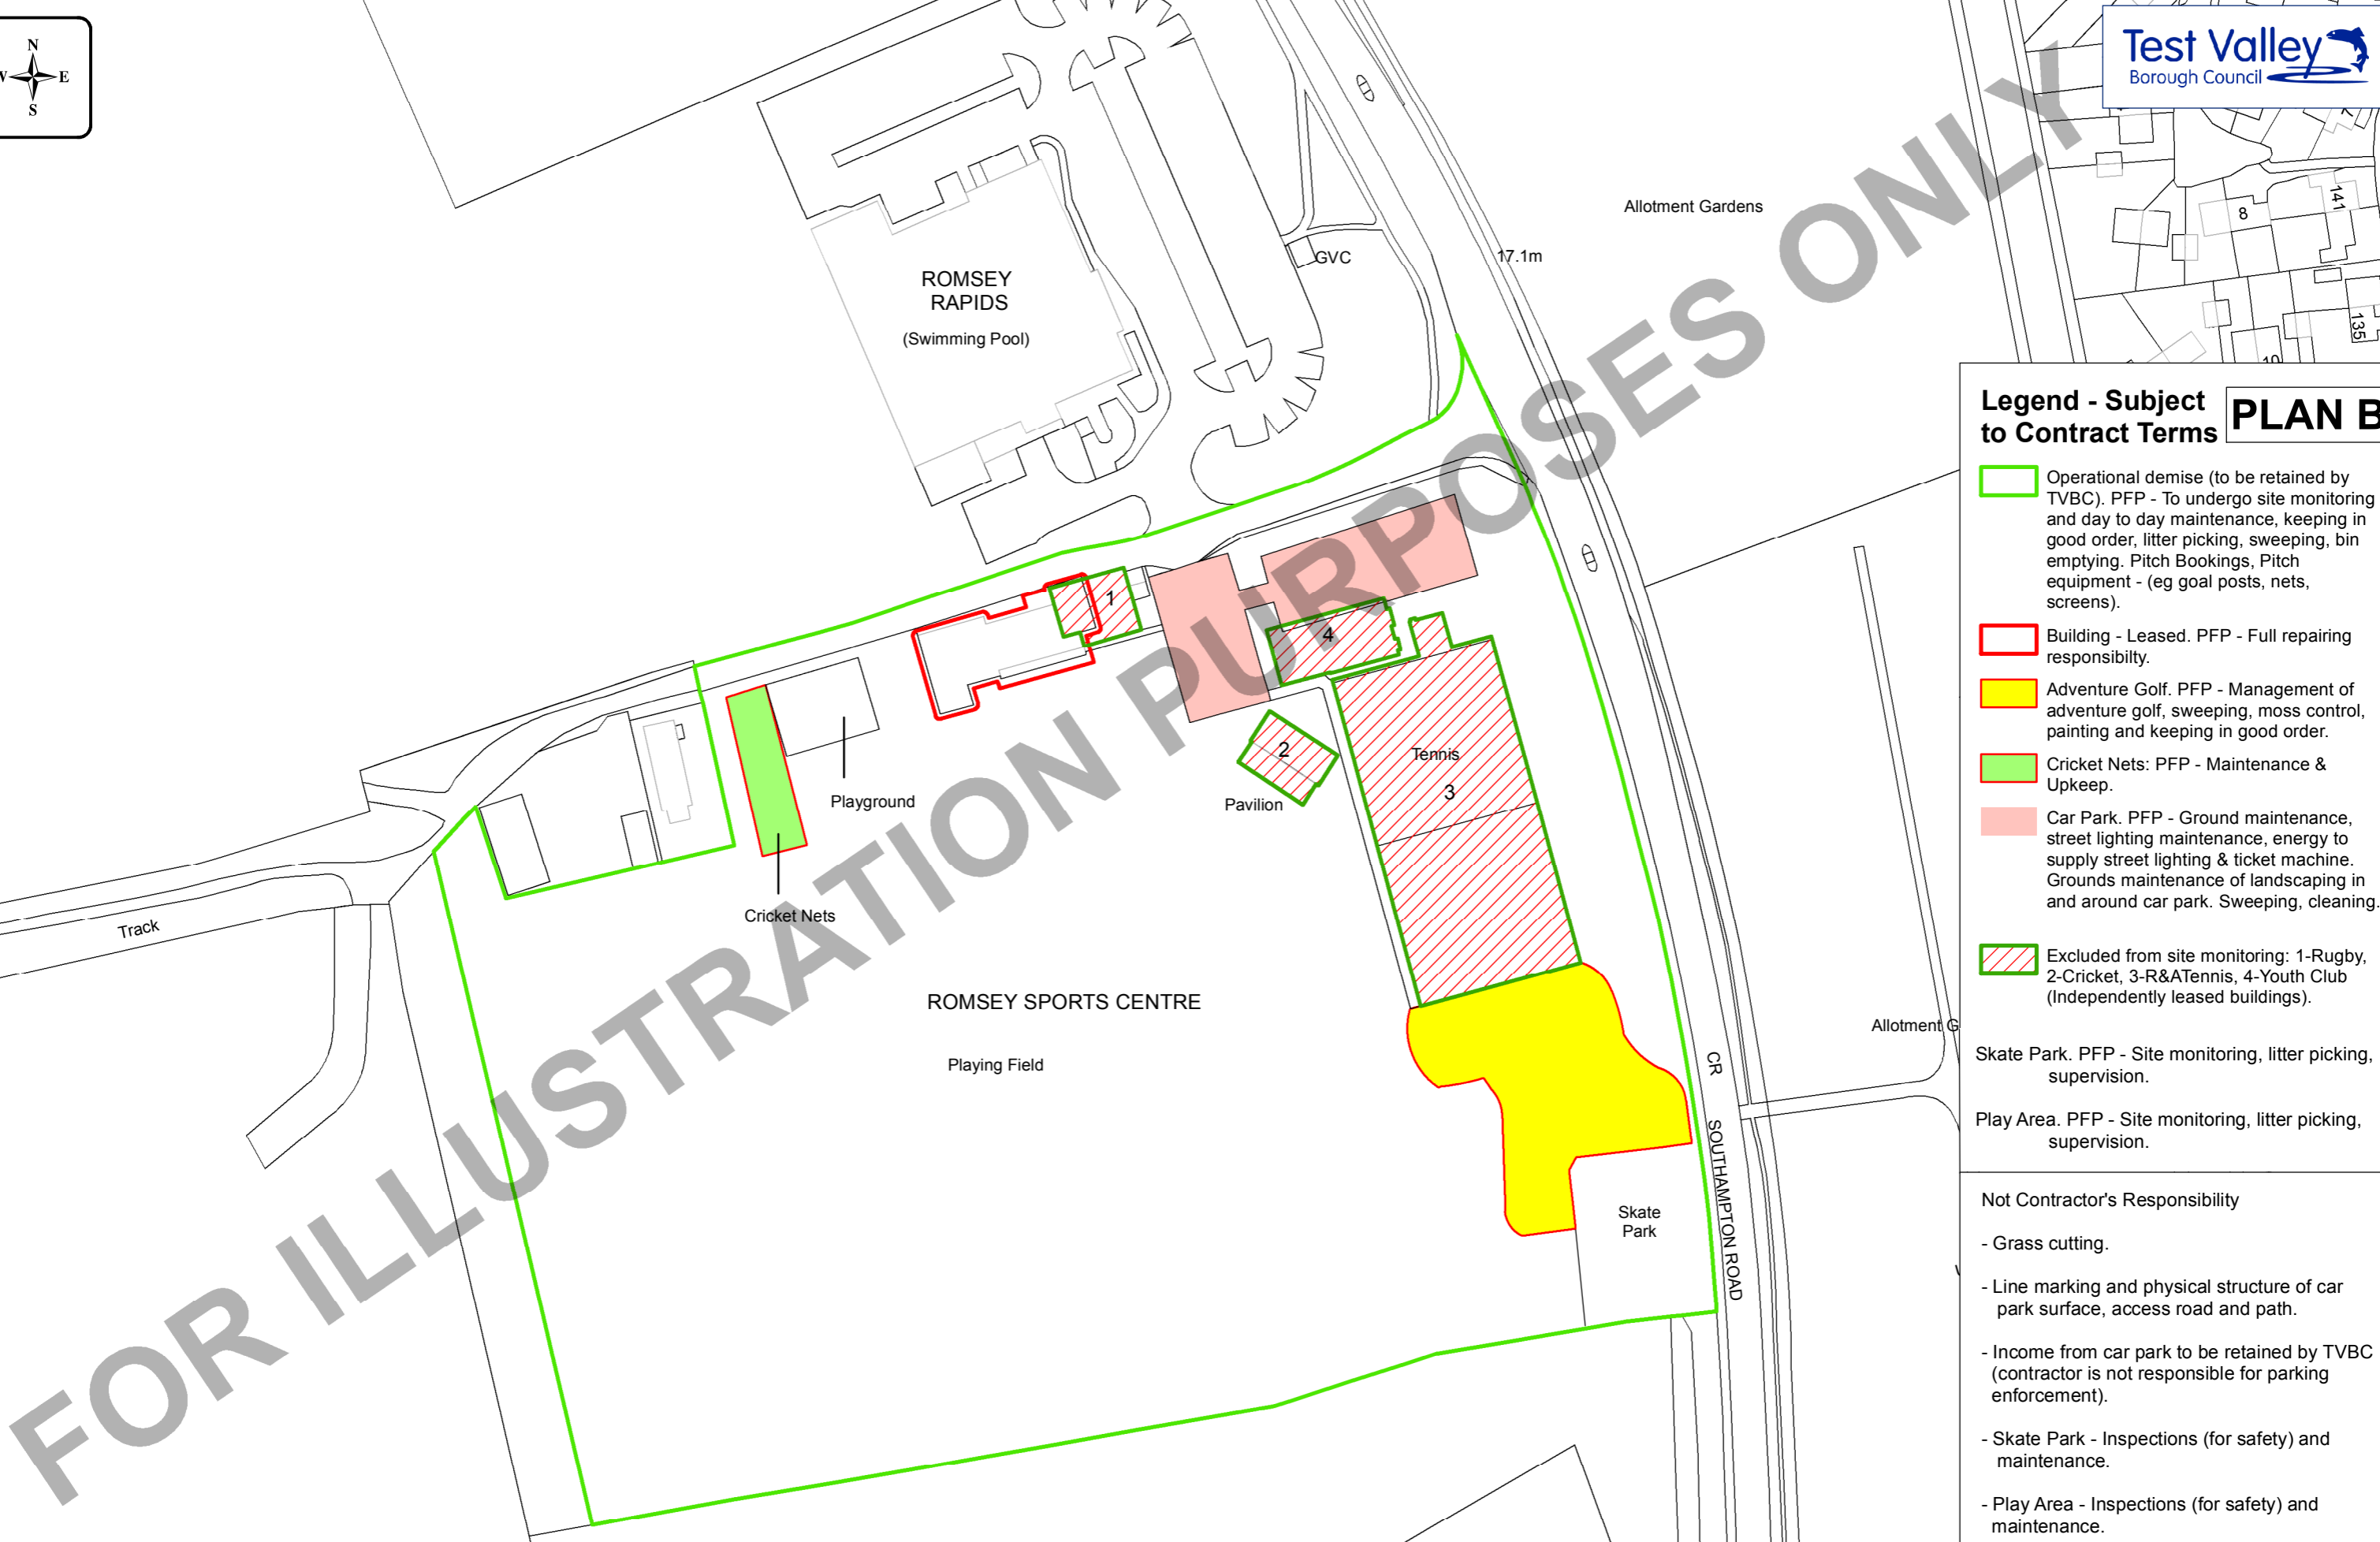 N
E
S
Test Valley
Borough Council
7
141
8
135
10
Allotment Gardens
17.1m
GVC
ROMSEY
RAPIDS
(Swimming Pool)
Legend - Subject
to Contract Terms
PLAN B
Operational demise (to be retained by
TVBC). PFP - To undergo site monitoring
and day to day maintenance, keeping in
good order, litter picking, sweeping, bin
emptying. Pitch Bookings, Pitch
equipment - (eg goal posts, nets,
screens).
Building - Leased. PFP - Full repairing
responsibilty.
Adventure Golf. PFP - Management of
adventure golf, sweeping, moss control,
painting and keeping in good order.
Cricket Nets: PFP - Maintenance &
Upkeep.
Car Park. PFP - Ground maintenance,
street lighting maintenance, energy to
supply street lighting & ticket machine.
Grounds maintenance of landscaping in
and around car park. Sweeping, cleaning.
Excluded from site monitoring: 1-Rugby,
2-Cricket, 3-R&ATennis, 4-Youth Club
(Independently leased buildings).
Skate Park. PFP - Site monitoring, litter picking,
supervision.
Play Area. PFP - Site monitoring, litter picking,
supervision.
Not Contractor's Responsibility
- Grass cutting.
- Line marking and physical structure of car
park surface, access road and path.
- Income from car park to be retained by TVBC
(contractor is not responsible for parking
enforcement).
- Skate Park - Inspections (for safety) and
maintenance.
- Play Area - Inspections (for safety) and
maintenance.
1
4
2
Tennis
3
Pavilion
Playground
Cricket Nets
Track
ROMSEY SPORTS CENTRE
Playing Field
Allotment G
CR
SOUTHAMPTON ROAD
Skate
Park
FOR ILLUSTRATION PURPOSES ONLY